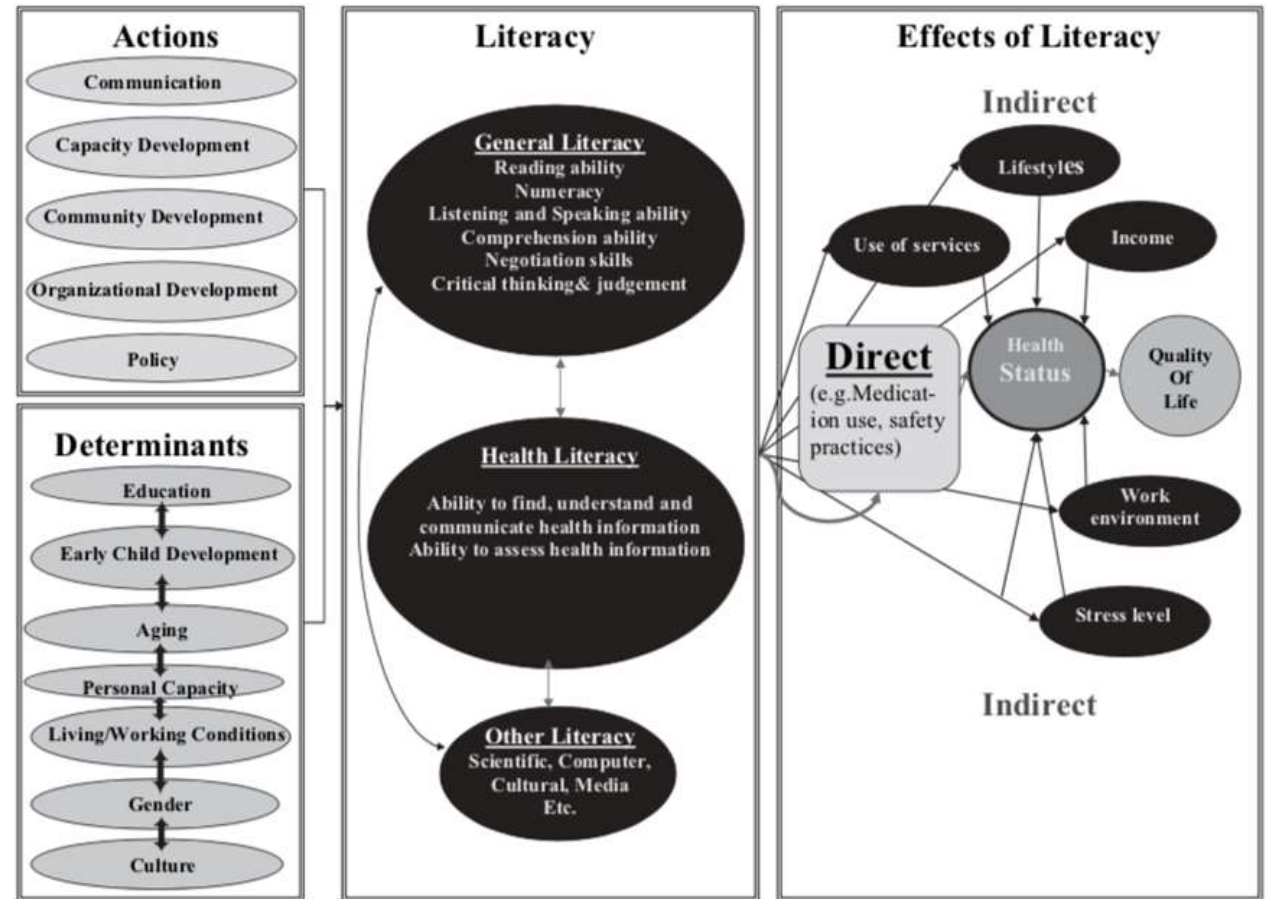 Actions
Communication
Capacity Development
Community Development
Organizational Development
Policy
Determinants
Education
Early Child Development
Aging
Personal Capacity
Living/Working Conditions
Gender
Culture
Literacy
General Literacy
Reading ability
Numeracy
Listening and Speaking ability
Comprehension ability
Negotiation skills
Critical thinking& judgement
Health Literacy
Ability to find, understand and
communicate health information
Ability to assess health information
Other Literacy
Scientific, Computer,
Cultural, Media
Etc.
Effects of Literacy
Indirect
Lifestyles
Use of services
Income
Direct
(e.g.Medicat-
ion use, safety
practices)
Health
Status
Quality
Of
Life
Work
environment
Stress level
Indirect